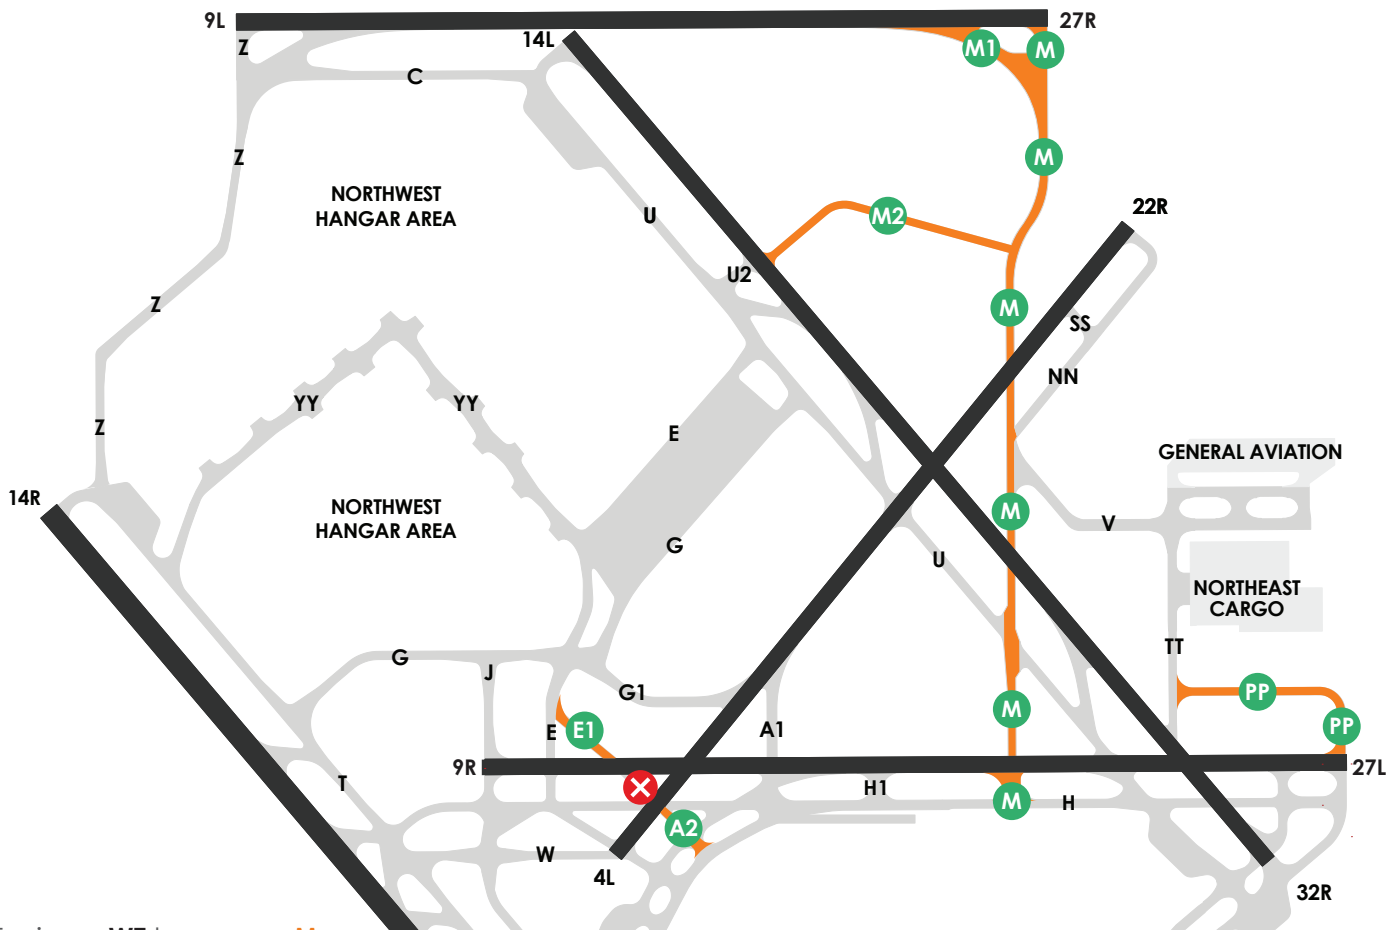 9L
27R
Z
14L
M1
M
C
Z
M
NORTHWEST
HANGAR AREA
U
M2
22R
U2
Z
M
SS
NN
YY
YY
Z
E
GENERAL AVIATION
14R
NORTHWEST
HANGAR AREA
M
V
G
U
NORTHEAST
CARGO
TT
G
J
G1
PP
M
E
E1
A1
PP
9R
27L
T
H1
M
H
A2
W
4L
32R